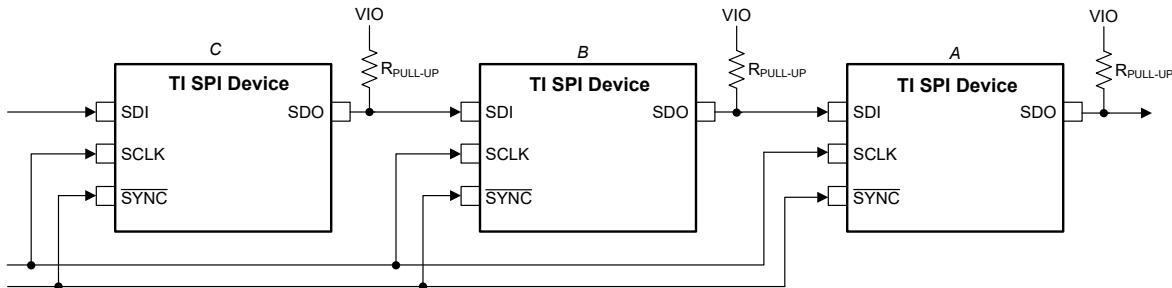 VIO VIO VIO
C B A
R_PULL-UP R_PULL-UP R_PULL-UP
TI SPI Device TI SPI Device TI SPI Device
SDI SDO SDI SDO SDI SDO
SCLK SCLK SCLK
SYNC SYNC SYNC